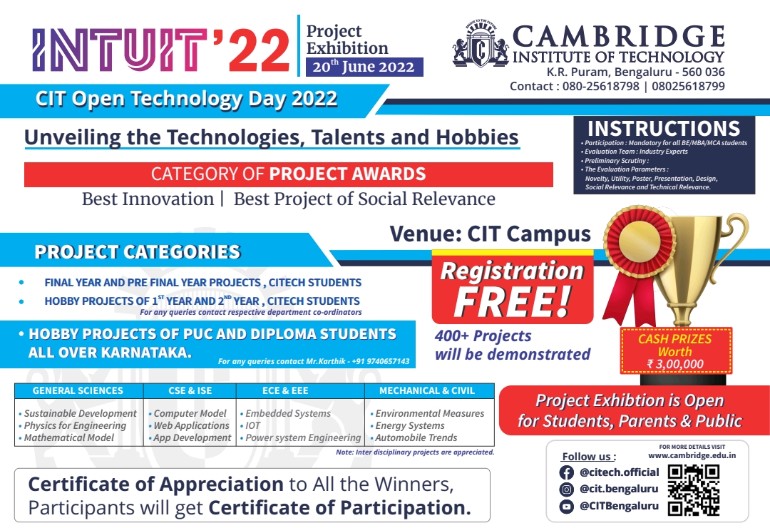 INTUIT'22
Project
Exhibition
20th June 2022
CAMBRIDGE
INSTITUTE OF TECHNOLOGY
K.R. Puram, Bengaluru - 560 036
Contact : 080-25618798 | 08025618799
CIT Open Technology Day 2022
Unveiling the Technologies, Talents and Hobbies
CATEGORY OF PROJECT AWARDS
Best Innovation | Best Project of Social Relevance
INSTRUCTIONS
• Participation : Mandatory for all BE/MBA/MCA students
• Evaluation Team : Industry Experts
• Preliminary Scrutiny :
• The Evaluation Parameters :
Novelty, Utility, Poster, Presentation, Design,
Social Relevance and Technical Relevance.
PROJECT CATEGORIES
• FINAL YEAR AND PRE FINAL YEAR PROJECTS , CITECH STUDENTS
• HOBBY PROJECTS OF 1ST YEAR AND 2ND YEAR , CITECH STUDENTS
For any queries contact respective department co-ordinators
• HOBBY PROJECTS OF PUC AND DIPLOMA STUDENTS
ALL OVER KARNATAKA.
For any queries contact Mr.Karthik - +91 9740657143
Venue: CIT Campus
Registration
FREE!
400+ Projects
will be demonstrated
CASH PRIZES
Worth
₹ 3,00,000
GENERAL SCIENCES
• Sustainable Development
• Physics for Engineering
• Mathematical Model
CSE & ISE
• Computer Model
• Web Applications
• App Development
ECE & EEE
• Embedded Systems
• IOT
• Power system Engineering
MECHANICAL & CIVIL
• Environmental Measures
• Energy Systems
• Automobile Trends
Note: Inter disciplinary projects are appreciated.
Project Exhibtion is Open
for Students, Parents & Public
Certificate of Appreciation to All the Winners,
Participants will get Certificate of Participation.
Follow us :
@citech.official
@cit.bengaluru
@CITBengaluru
FOR MORE DETAILS VISIT
www.cambridge.edu.in